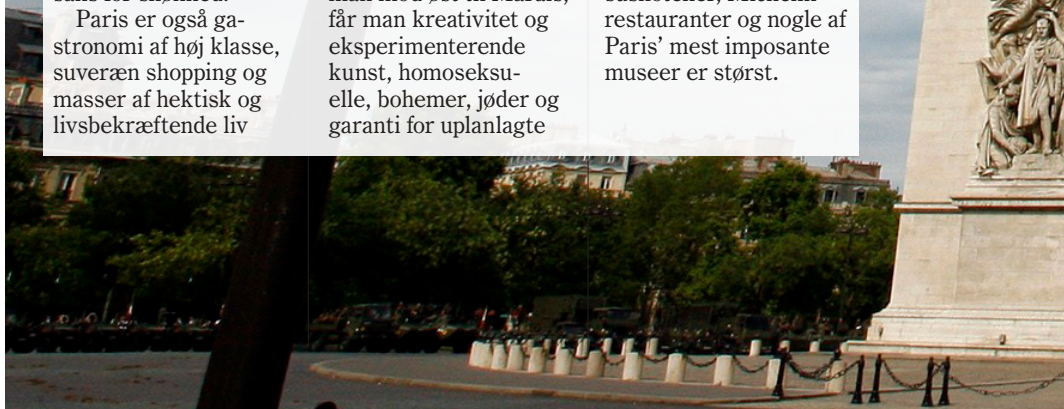 Paris er også ga-
stronomi af høj klasse,
suveræn shopping og
masser af hektisk og
livsbekræftende liv
får man kreativitet og
eksperimenterende
kunst, homoseksu-
elle, bohemer, jøder og
garanti for uplanlagte
restauranter og nogle af
Paris’ mest imposante
museer er størst.